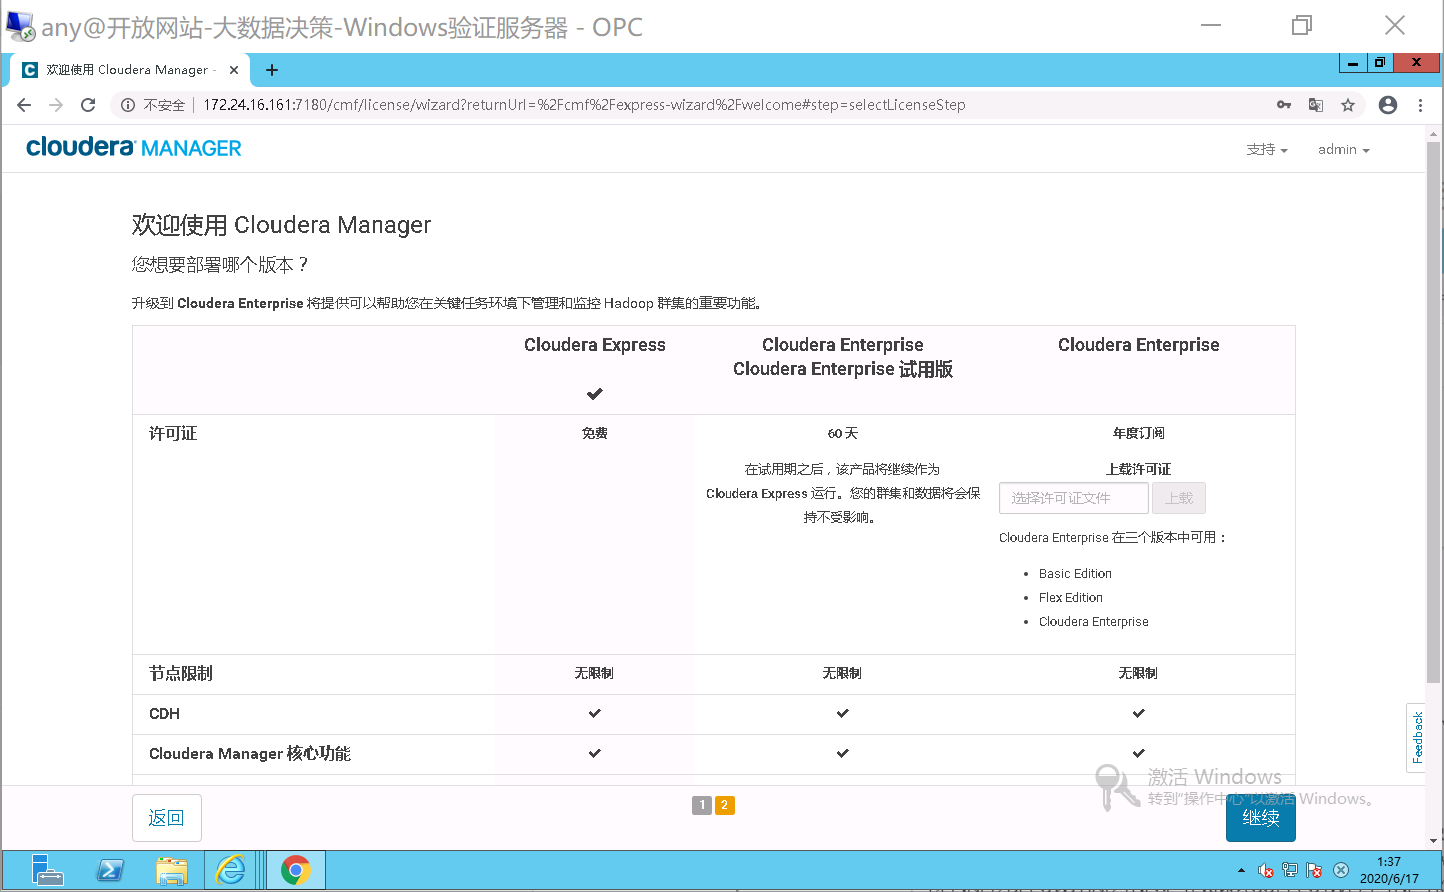 any@开放网站-大数据决策-Windows验证服务器 - OPC
欢迎使用 Cloudera Manager -
不安全 172.24.16.161:7180/cmf/license/wizard?returnUrl=%2Fcmf%2Fexpress-wizard%2Fwelcome#step=selectLicenseStep
cloudera MANAGER
支持 admin
欢迎使用 Cloudera Manager
您想要部署哪个版本？
升级到 Cloudera Enterprise 将提供可以帮助您在关键任务环境下管理和监控 Hadoop 群集的重要功能。
Cloudera Express Cloudera Enterprise Cloudera Enterprise
Cloudera Enterprise 试用版
许可证 免费 60 天 年度订阅
在试用期之后，该产品将继续作为 上载许可证
Cloudera Express 运行。您的群集和数据将会保 选择许可证文件 上载
持不受影响。
Cloudera Enterprise 在三个版本中可用：
Basic Edition
Flex Edition
Cloudera Enterprise
节点限制 无限制 无限制 无限制
CDH
Feedback
Cloudera Manager 核心功能
激活 Windows
转到"操作中心"以激活 Windows。
返回 1 2 继续
1:37
2020/6/17